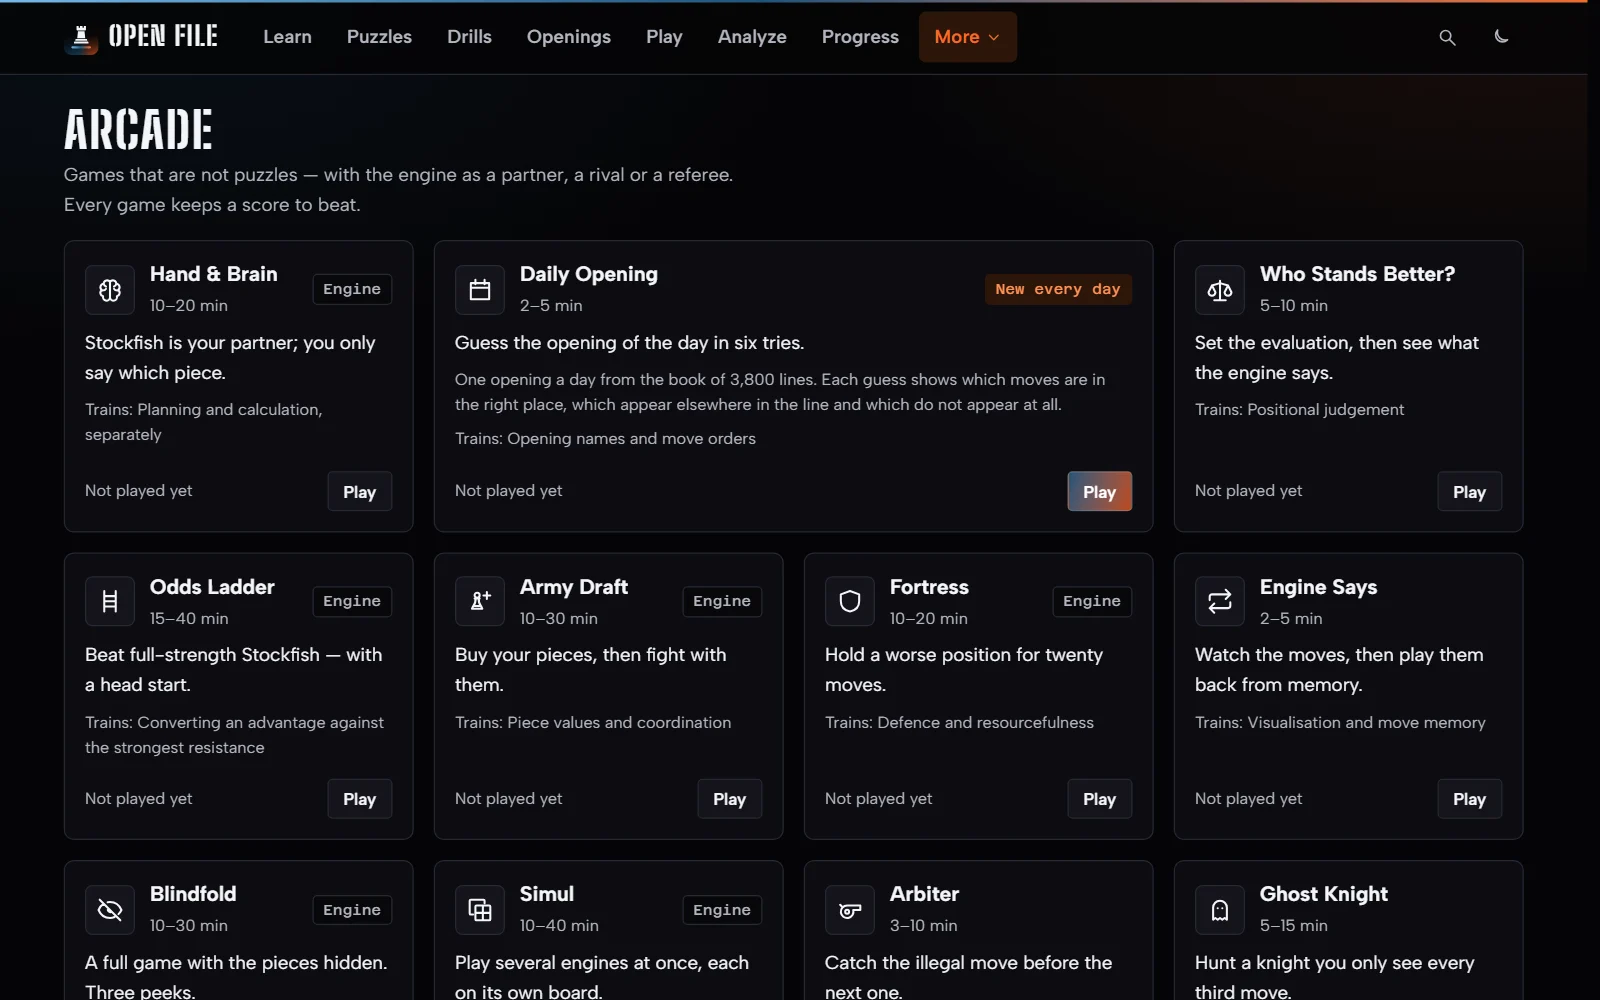 OPEN FILE
Learn
Puzzles
Drills
Openings
Play
Analyze
Progress
More
ARCADE
Games that are not puzzles — with the engine as a partner, a rival or a referee.
Every game keeps a score to beat.
Hand & Brain
10–20 min
Engine
Stockfish is your partner; you only
say which piece.
Trains: Planning and calculation,
separately
Not played yet
Play
Daily Opening
2–5 min
New every day
Guess the opening of the day in six tries.
One opening a day from the book of 3,800 lines. Each guess shows which moves are in
the right place, which appear elsewhere in the line and which do not appear at all.
Trains: Opening names and move orders
Not played yet
Play
Who Stands Better?
5–10 min
Set the evaluation, then see what
the engine says.
Trains: Positional judgement
Not played yet
Play
Odds Ladder
15–40 min
Engine
Beat full-strength Stockfish — with
a head start.
Trains: Converting an advantage against
the strongest resistance
Not played yet
Play
Army Draft
10–30 min
Engine
Buy your pieces, then fight with
them.
Trains: Piece values and coordination
Not played yet
Play
Fortress
10–20 min
Engine
Hold a worse position for twenty
moves.
Trains: Defence and resourcefulness
Not played yet
Play
Engine Says
2–5 min
Watch the moves, then play them
back from memory.
Trains: Visualisation and move memory
Not played yet
Play
Blindfold
10–30 min
Engine
A full game with the pieces hidden.
Three peeks.
Simul
10–40 min
Engine
Play several engines at once, each
on its own board.
Arbiter
3–10 min
Catch the illegal move before the
next one.
Ghost Knight
5–15 min
Hunt a knight you only see every
third move.